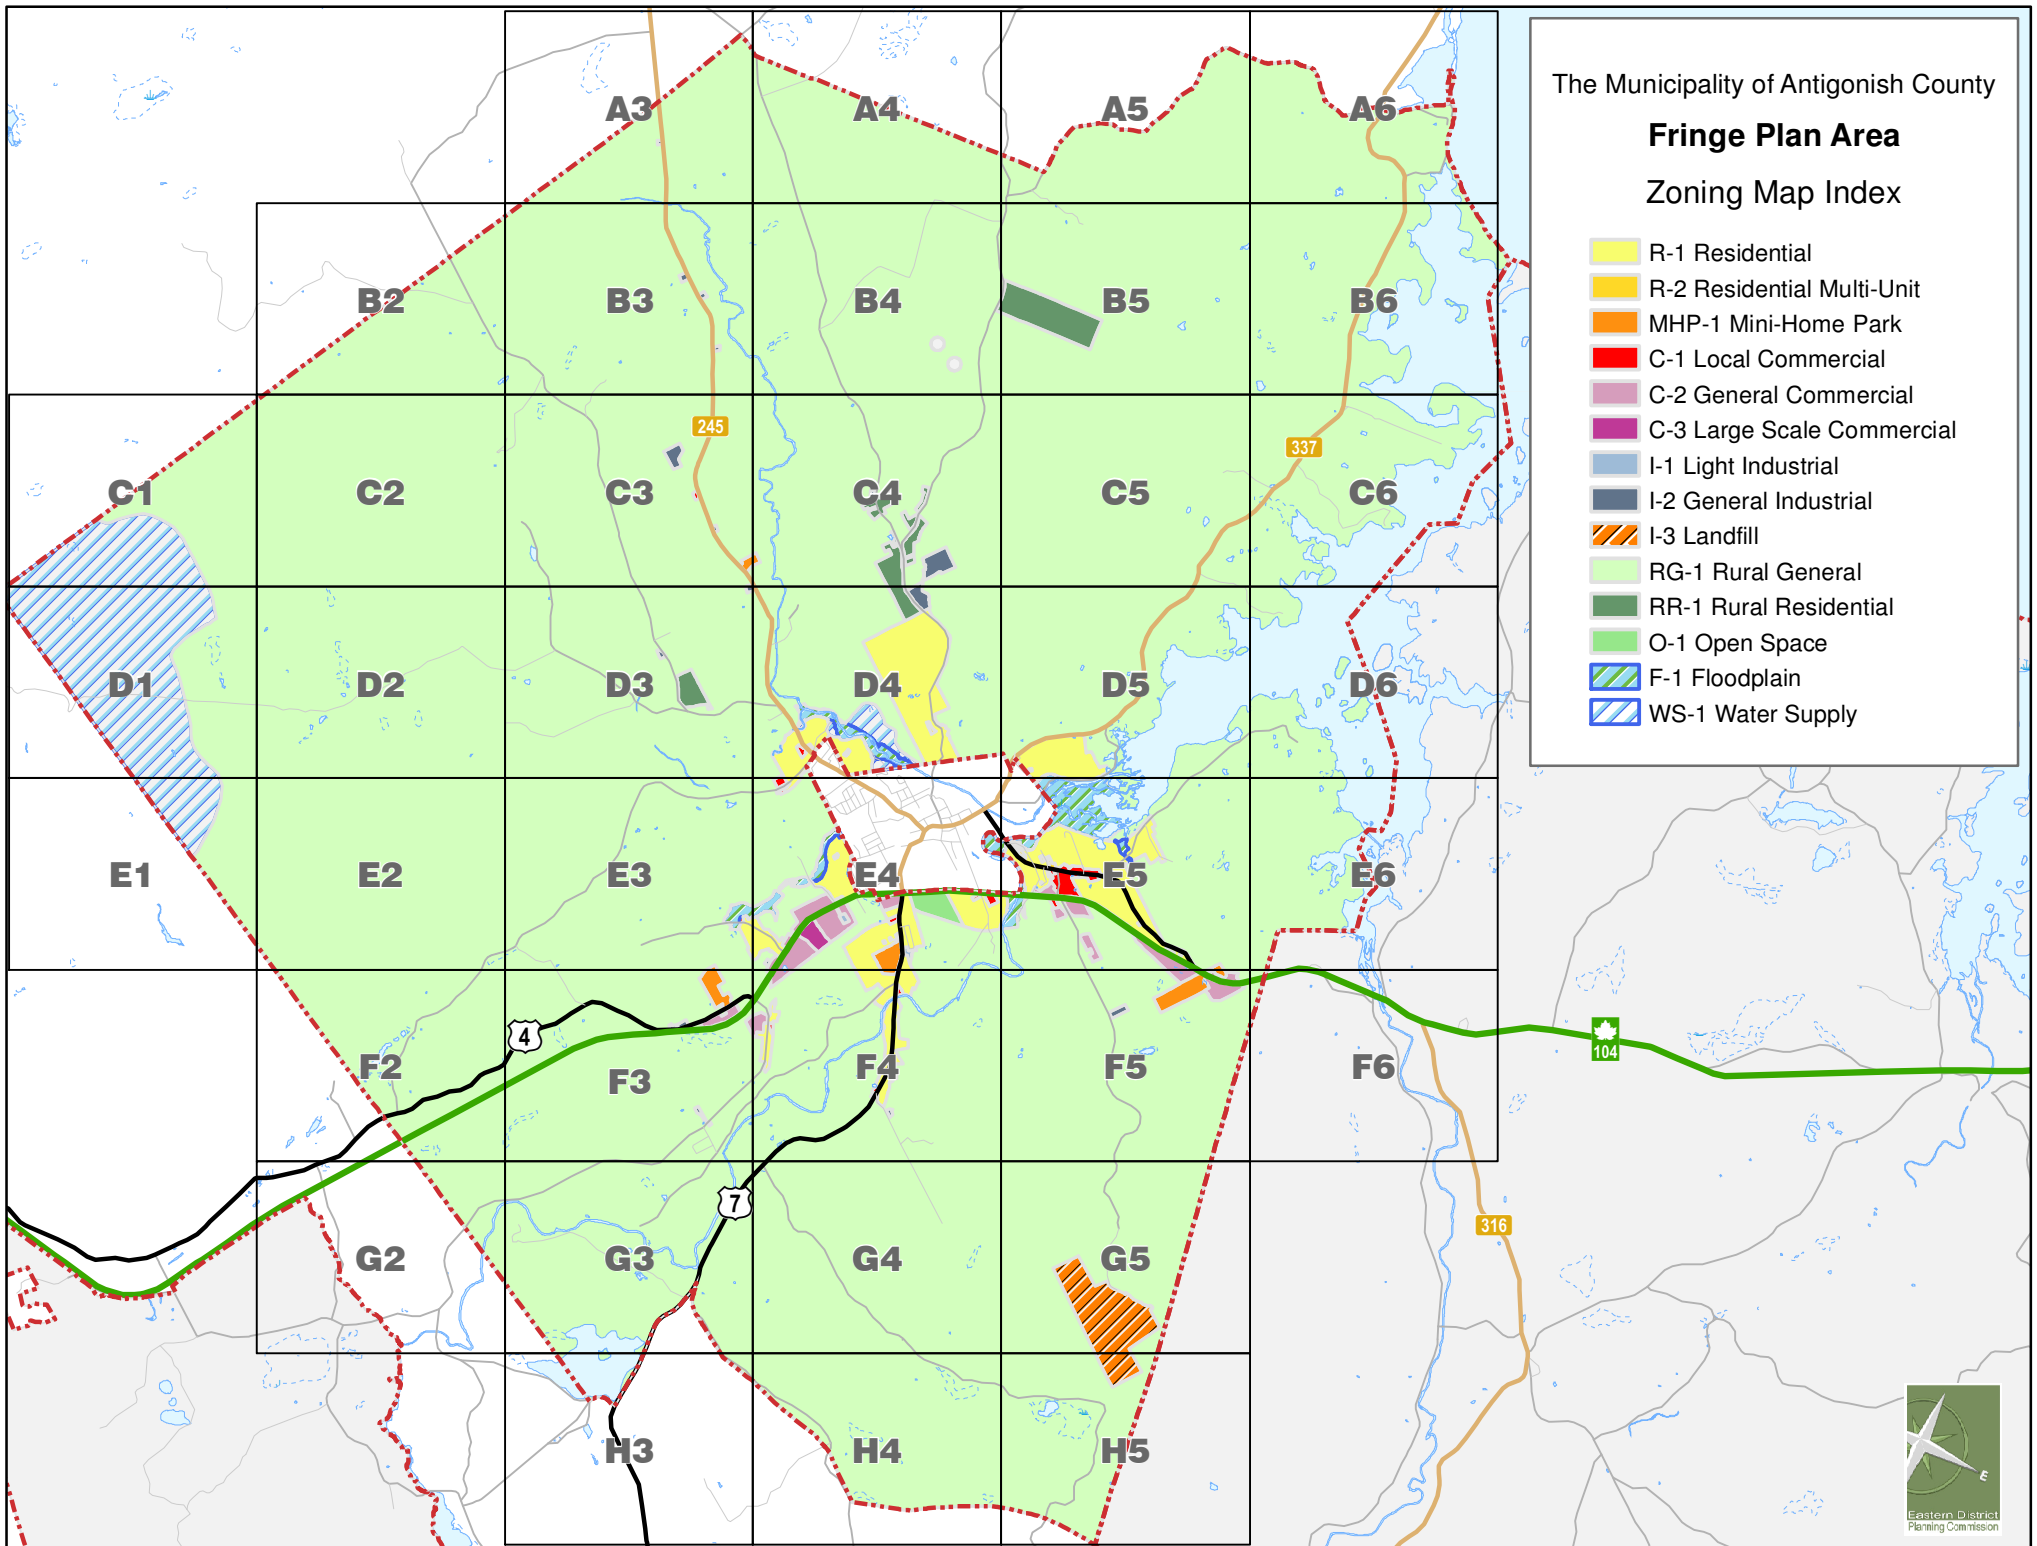 The Municipality of Antigonish County
Fringe Plan Area
Zoning Map Index
R-1 Residential
R-2 Residential Multi-Unit
MHP-1 Mini-Home Park
C-1 Local Commercial
C-2 General Commercial
C-3 Large Scale Commercial
I-1 Light Industrial
I-2 General Industrial
I-3 Landfill
RG-1 Rural General
RR-1 Rural Residential
O-1 Open Space
F-1 Floodplain
WS-1 Water Supply
A3 A4 A5 A6
B2 B3 B4 B5 B6
245
337
C1 C2 C3 C4 C5 C6
D1 D2 D3 D4 D5 D6
E1 E2 E3 E4 E5 E6
4
104
F2 F3 F4 F5 F6
7
316
G2 G3 G4 G5
H3 H4 H5
E
Eastern District
Planning Commission